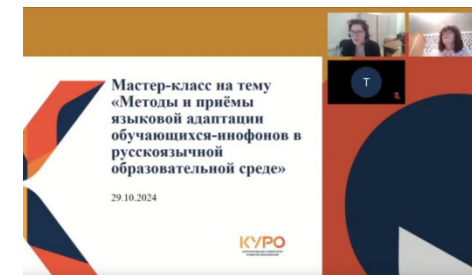 Мастер-класс на тему
«Методы и приёмы
языковой адаптации
обучающихся-инофонов в
русскоязычной
образовательной среде»
29.10.2024
КУРО
Т